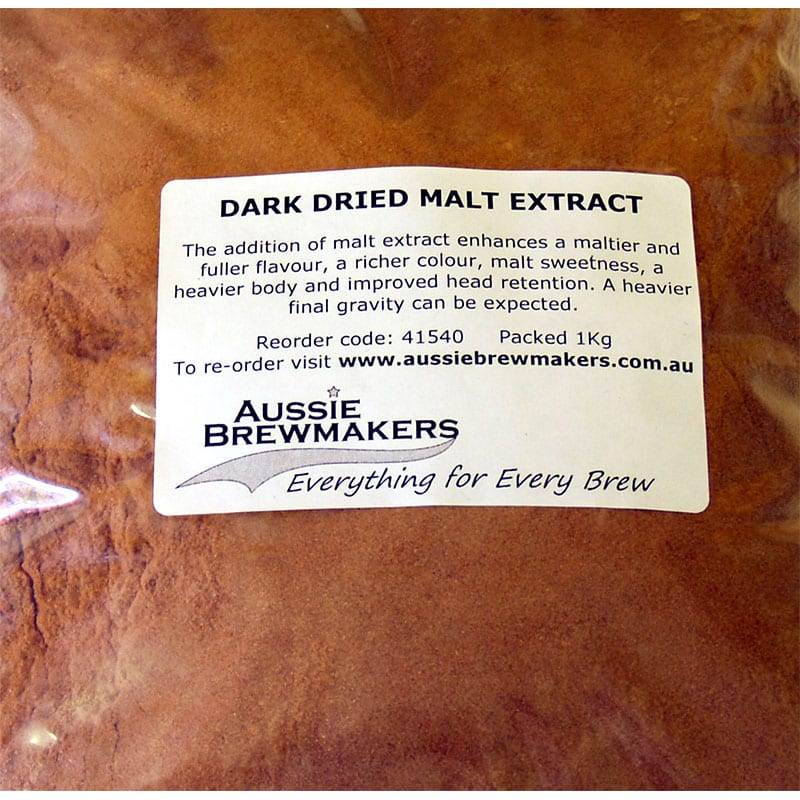 DARK DRIED MALT EXTRACT
The addition of malt extract enhances a maltier and
fuller flavour, a richer colour, malt sweetness, a
heavier body and improved head retention. A heavier
final gravity can be expected.
Reorder code: 41540 Packed 1Kg
To re-order visit www.aussiebrewmakers.com.au
AUSSIE
BREWMAKERS
Everything for Every Brew